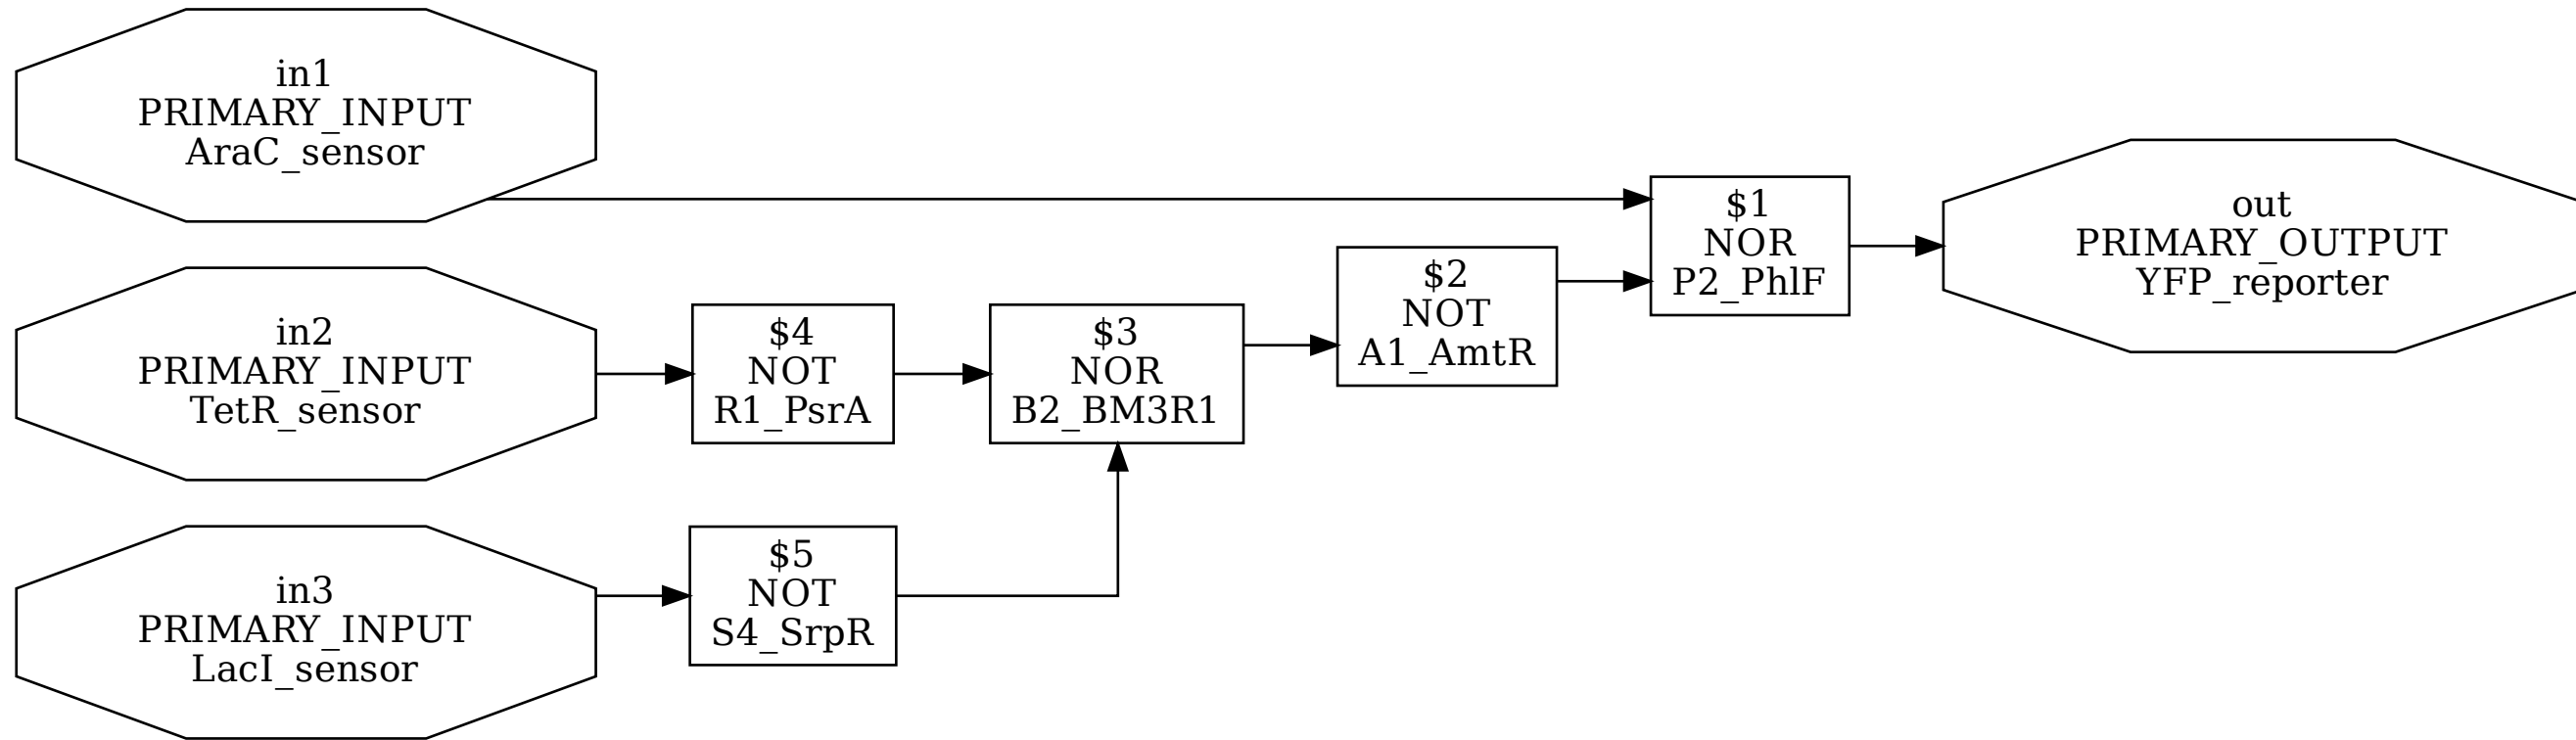 in1
PRIMARY_INPUT
AraC_sensor
in2
PRIMARY_INPUT
TetR_sensor
in3
PRIMARY_INPUT
LacI_sensor
$4
NOT
R1_PsrA
$5
NOT
S4_SrpR
$3
NOR
B2_BM3R1
$2
NOT
A1_AmtR
$1
NOR
P2_PhlF
out
PRIMARY_OUTPUT
YFP_reporter